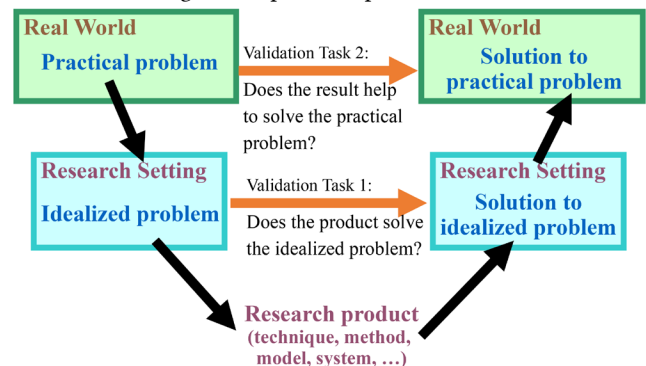 Real World
Practical problem
Validation Task 2:
Does the result help
to solve the practical
problem?
Real World
Solution to
practical problem
Research Setting
Idealized problem
Validation Task 1:
Does the product solve
the idealized problem?
Research Setting
Solution to
idealized problem
Research product
(technique, method,
model, system, …)